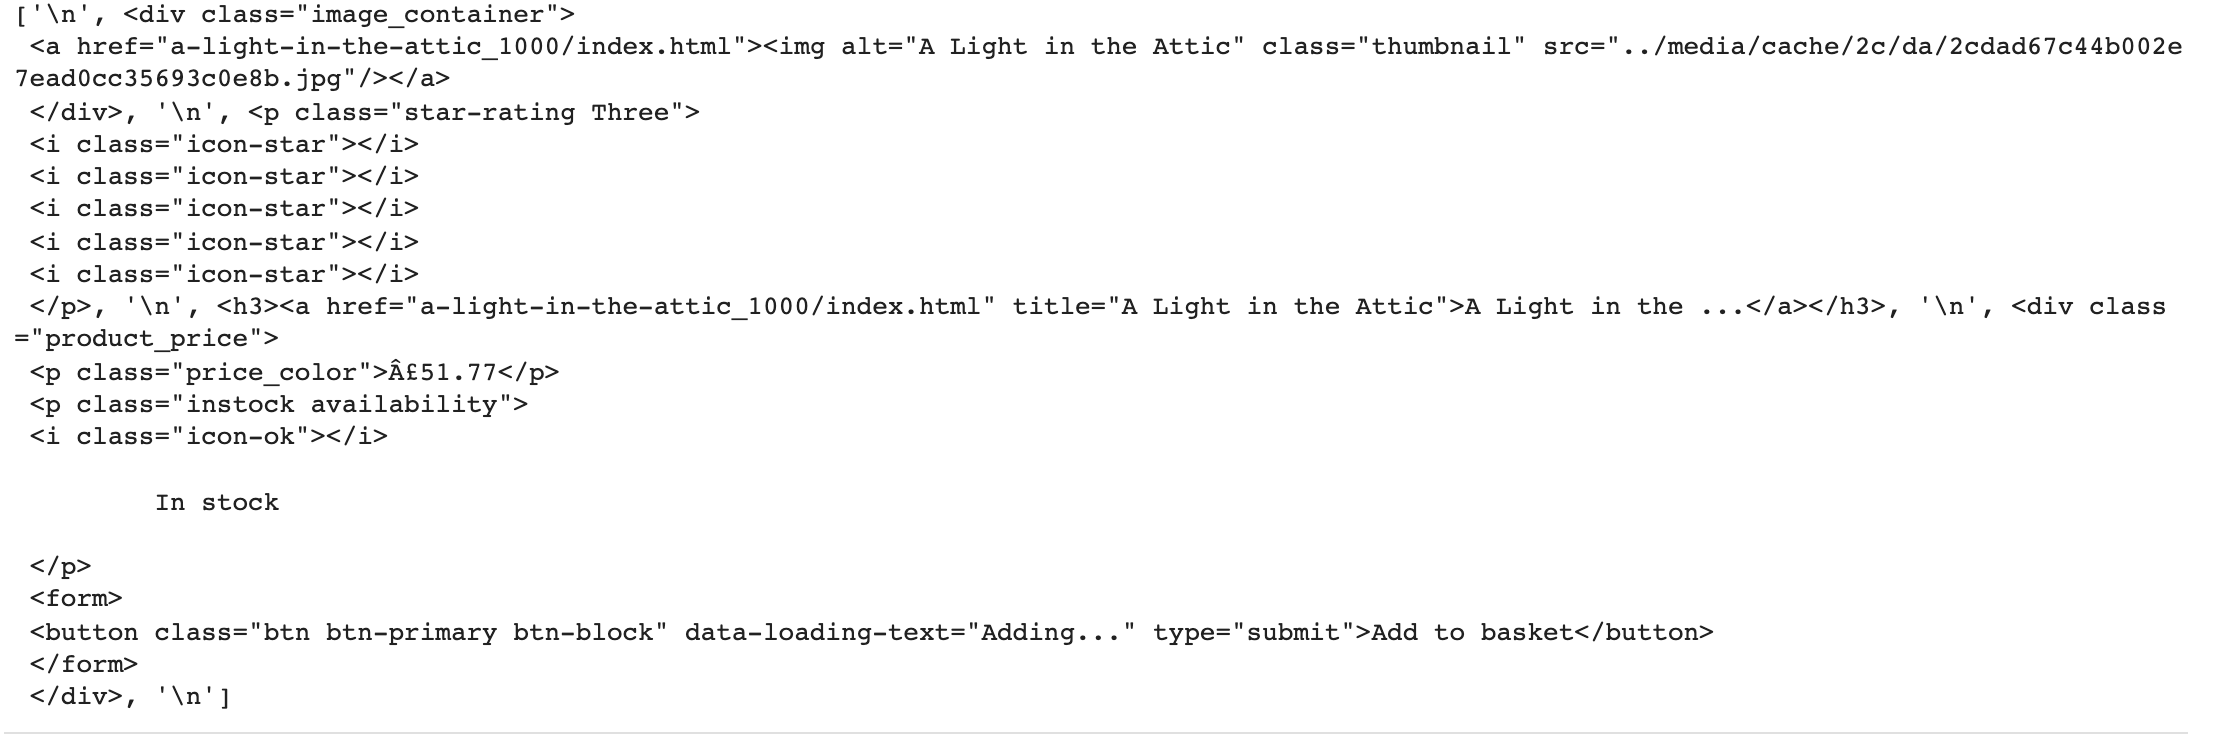 ['\n', <div class="image_container">
<a href="a-light-in-the-attic_1000/index.html"><img alt="A Light in the Attic" class="thumbnail" src="../media/cache/2c/da/2cdad67c44b002e
7ead0cc35693c0e8b.jpg"/></a>
</div>, '\n', <p class="star-rating Three">
<i class="icon-star"></i>
<i class="icon-star"></i>
<i class="icon-star"></i>
<i class="icon-star"></i>
<i class="icon-star"></i>
</p>, '\n', <h3><a href="a-light-in-the-attic_1000/index.html" title="A Light in the Attic">A Light in the ...</a></h3>, '\n', <div class
="product_price">
<p class="price_color">Â£51.77</p>
<p class="instock availability">
<i class="icon-ok"></i>
In stock
</p>
<form>
<button class="btn btn-primary btn-block" data-loading-text="Adding..." type="submit">Add to basket</button>
</form>
</div>, '\n']